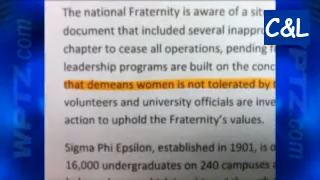 C&L
The national Fraternity is aware of a sit
document that included several inappro
chapter to cease all operations, pending f
leadership programs are built on the conc
that demeans women is not tolerated by
volunteers and university officials are inve
action to uphold the Fraternity's values.
Sigma Phi Epsilon, established in 1901, is o
16,000 undergraduates on 240 campuses a
WPTZ.com
WPTZ.com